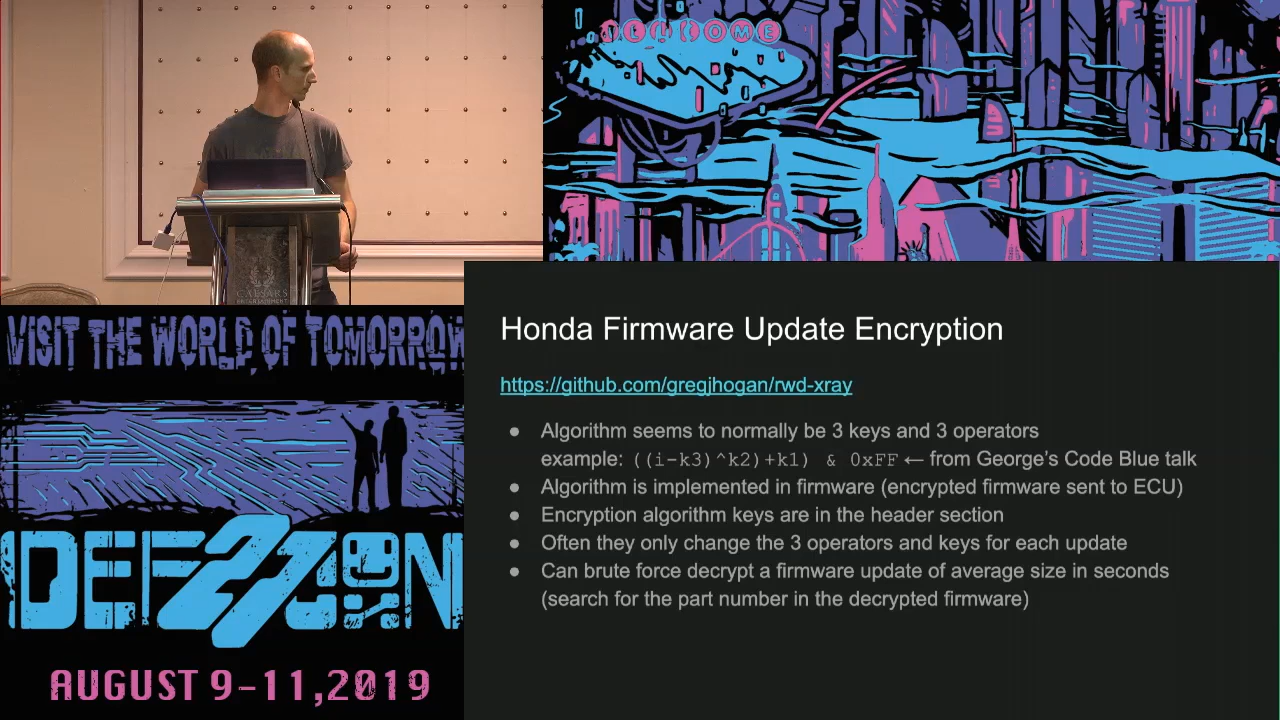 WELCOME
CAESARS
ENTERTAINMENT
VISIT THE WORLD OF TOMORROW
DEF CON
27
AUGUST 9-11,2019
Honda Firmware Update Encryption
https://github.com/gregjhogan/rwd-xray
● Algorithm seems to normally be 3 keys and 3 operators
example: ((i-k3)^k2)+k1) & 0xFF ← from George's Code Blue talk
● Algorithm is implemented in firmware (encrypted firmware sent to ECU)
● Encryption algorithm keys are in the header section
● Often they only change the 3 operators and keys for each update
● Can brute force decrypt a firmware update of average size in seconds
(search for the part number in the decrypted firmware)